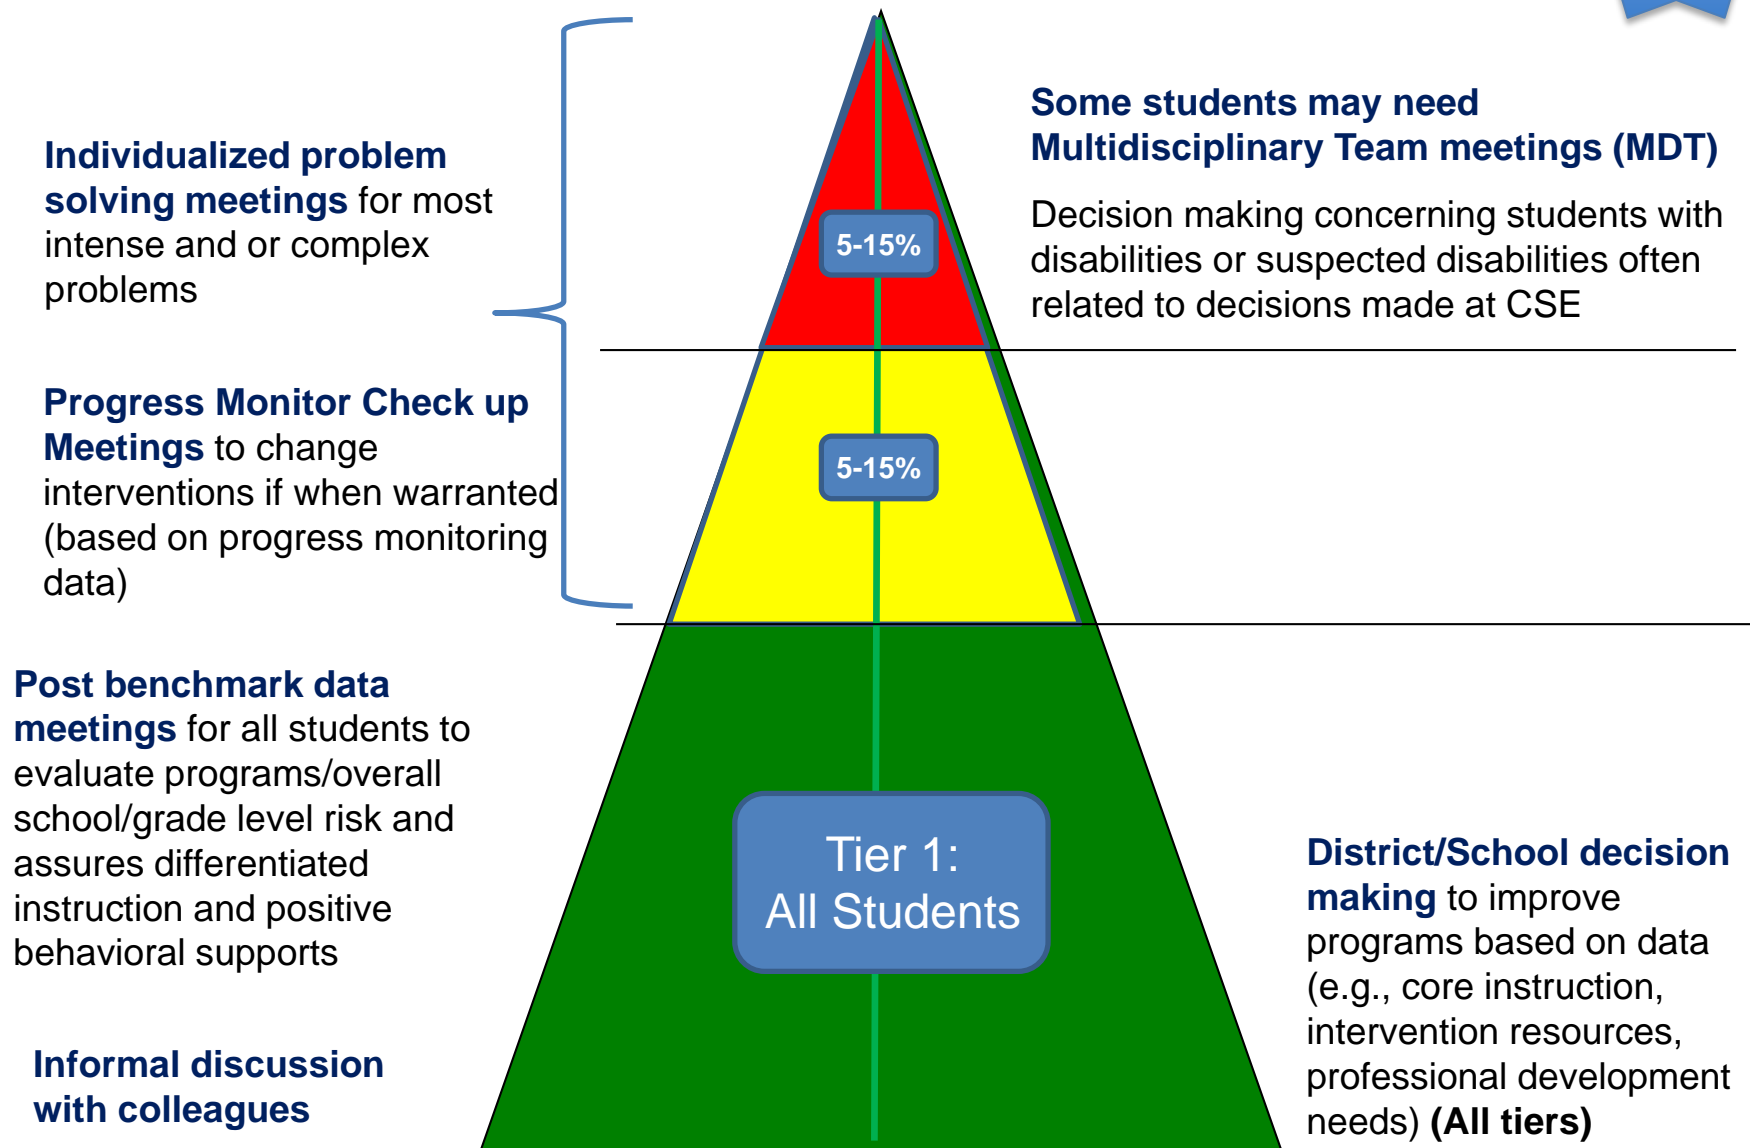 Individualized problem
solving meetings for most
intense and or complex
problems
Some students may need
Multidisciplinary Team meetings (MDT)
Decision making concerning students with
disabilities or suspected disabilities often
related to decisions made at CSE
5-15%
Progress Monitor Check up
Meetings to change
interventions if when warranted
(based on progress monitoring
data)
5-15%
Post benchmark data
meetings for all students to
evaluate programs/overall
school/grade level risk and
assures differentiated
instruction and positive
behavioral supports
Tier 1:
All Students
District/School decision
making to improve
programs based on data
(e.g., core instruction,
intervention resources,
professional development
needs) (All tiers)
Informal discussion
with colleagues